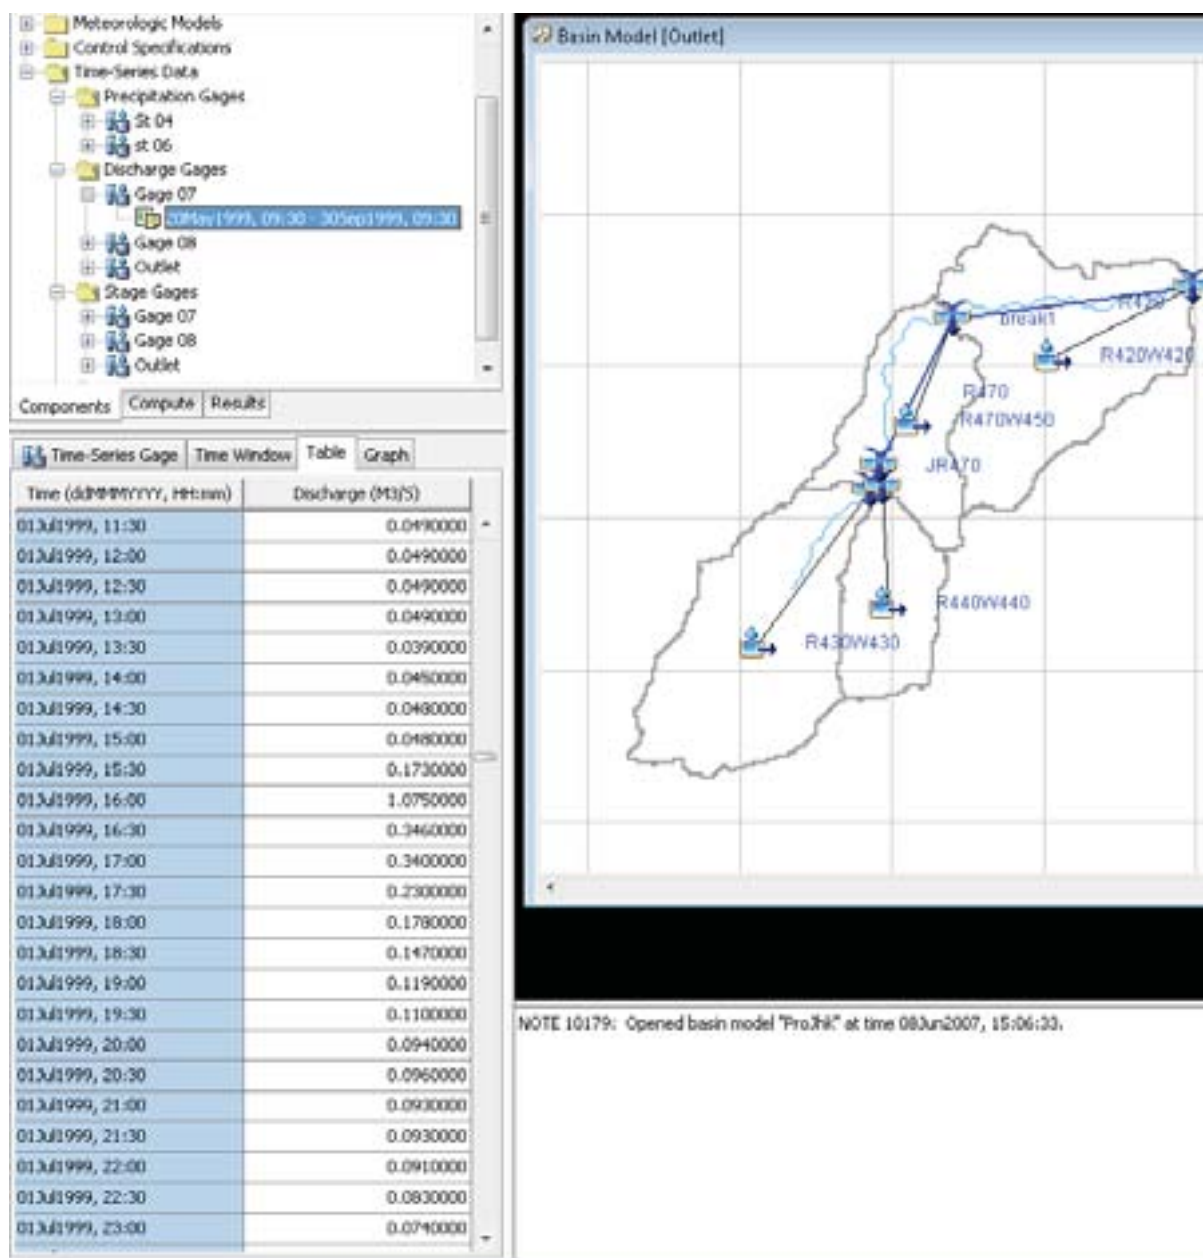 Meteorologic Models
Control Specifications
Time-Series Data
Precipitation Gages
St 04
st 06
Discharge Gages
Gage 07
20May1999, 09:30 - 30Sep1999, 09:30
Gage 08
Outlet
Stage Gages
Gage 07
Gage 08
Outlet
Components Compute Results
Time-Series Gage Time Window Table Graph
Time (ddMMMYYYY, HH:mm) Discharge (M3/S)
01Jul1999, 11:30 0.0490000
01Jul1999, 12:00 0.0490000
01Jul1999, 12:30 0.0490000
01Jul1999, 13:00 0.0490000
01Jul1999, 13:30 0.0390000
01Jul1999, 14:00 0.0450000
01Jul1999, 14:30 0.0480000
01Jul1999, 15:00 0.0480000
01Jul1999, 15:30 0.1730000
01Jul1999, 16:00 1.0750000
01Jul1999, 16:30 0.3460000
01Jul1999, 17:00 0.3400000
01Jul1999, 17:30 0.2300000
01Jul1999, 18:00 0.1780000
01Jul1999, 18:30 0.1470000
01Jul1999, 19:00 0.1190000
01Jul1999, 19:30 0.1100000
01Jul1999, 20:00 0.0940000
01Jul1999, 20:30 0.0960000
01Jul1999, 21:00 0.0930000
01Jul1999, 21:30 0.0930000
01Jul1999, 22:00 0.0910000
01Jul1999, 22:30 0.0830000
01Jul1999, 23:00 0.0740000
Basin Model [Outlet]
R420
break1
R420W420
R470
R470W450
JR470
R440W440
R430W430
NOTE 10179: Opened basin model "ProJhk" at time 08Jun2007, 15:06:33.